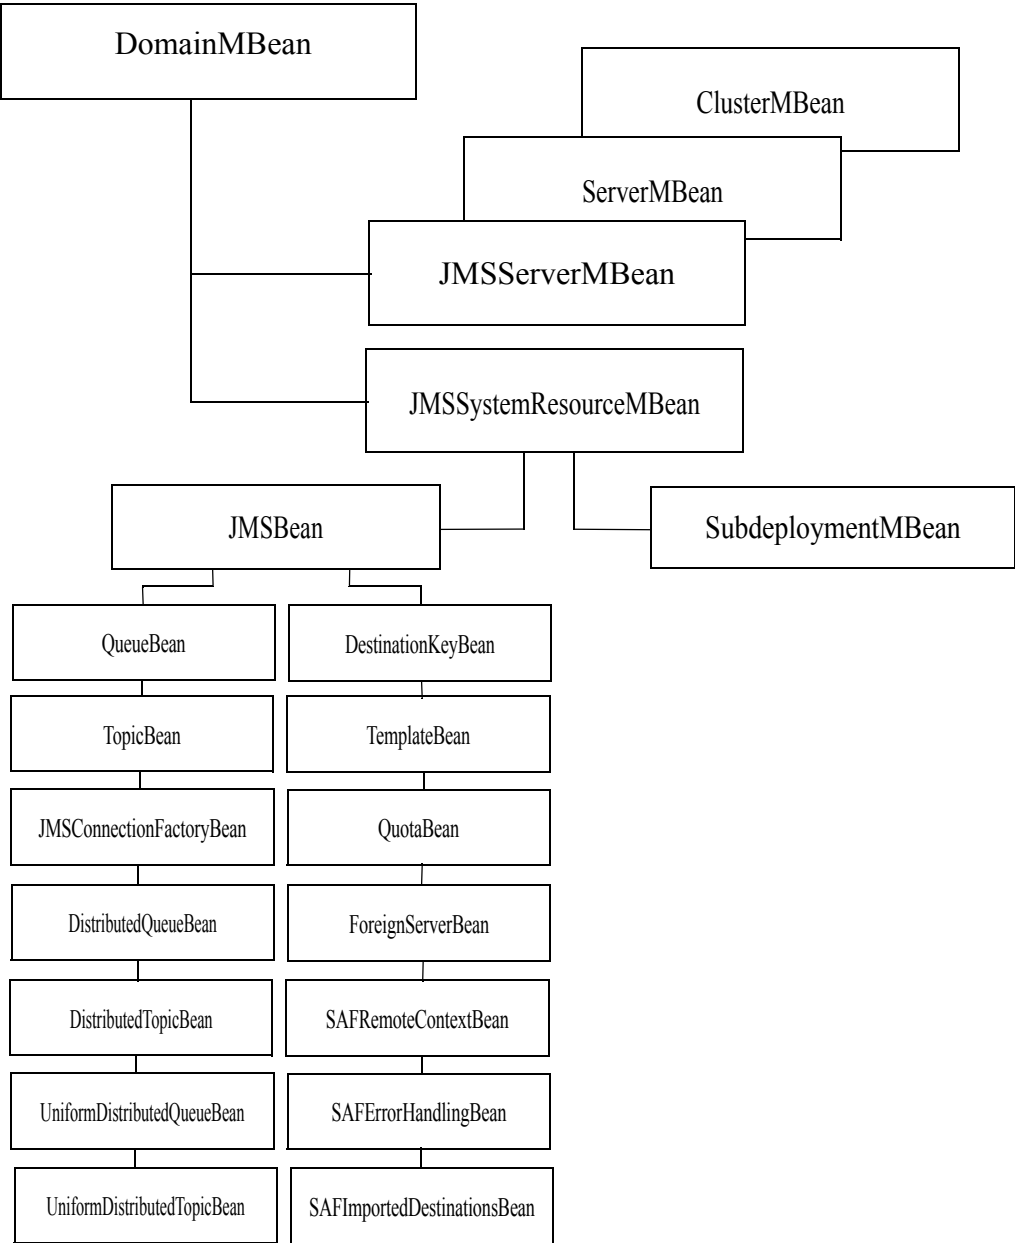 DomainMBean
ClusterMBean
ServerMBean
JMSServerMBean
JMSSystemResourceMBean
JMSBean
SubdeploymentMBean
QueueBean
DestinationKeyBean
TopicBean
TemplateBean
JMSConnectionFactoryBean
QuotaBean
DistributedQueueBean
ForeignServerBean
DistributedTopicBean
SAFRemoteContextBean
UniformDistributedQueueBean
SAFErrorHandlingBean
UniformDistributedTopicBean
SAFImportedDestinationsBean